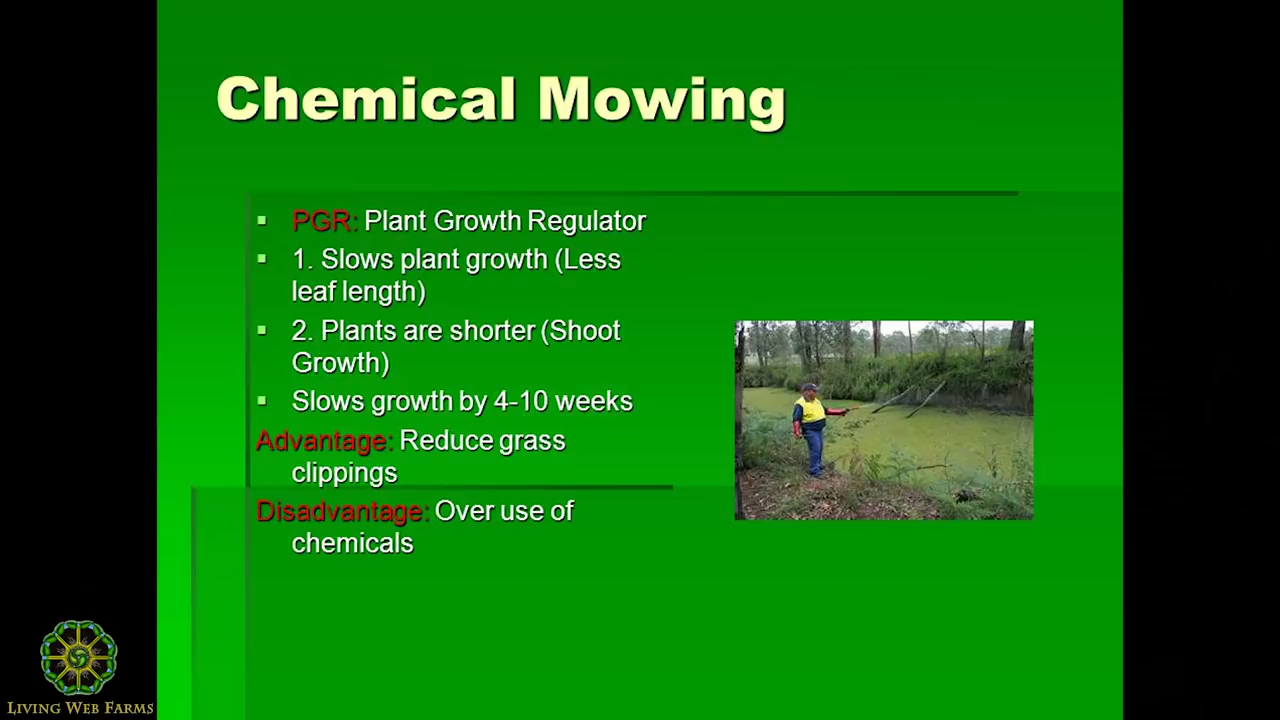 Chemical Mowing
▪ PGR: Plant Growth Regulator
▪ 1. Slows plant growth (Less
leaf length)
▪ 2. Plants are shorter (Shoot
Growth)
▪ Slows growth by 4-10 weeks
Advantage: Reduce grass
clippings
Disadvantage: Over use of
chemicals
LIVING WEB FARMS